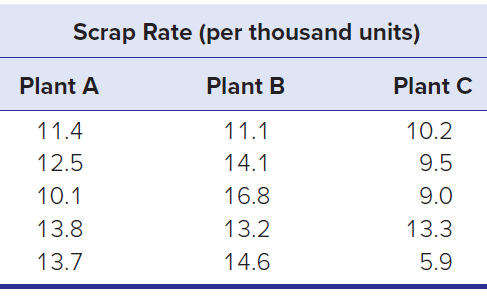 Scrap Rate (per thousand units)
Plant A Plant B Plant C
11.4 11.1 10.2
12.5 14.1 9.5
10.1 16.8 9.0
13.8 13.2 13.3
13.7 14.6 5.9